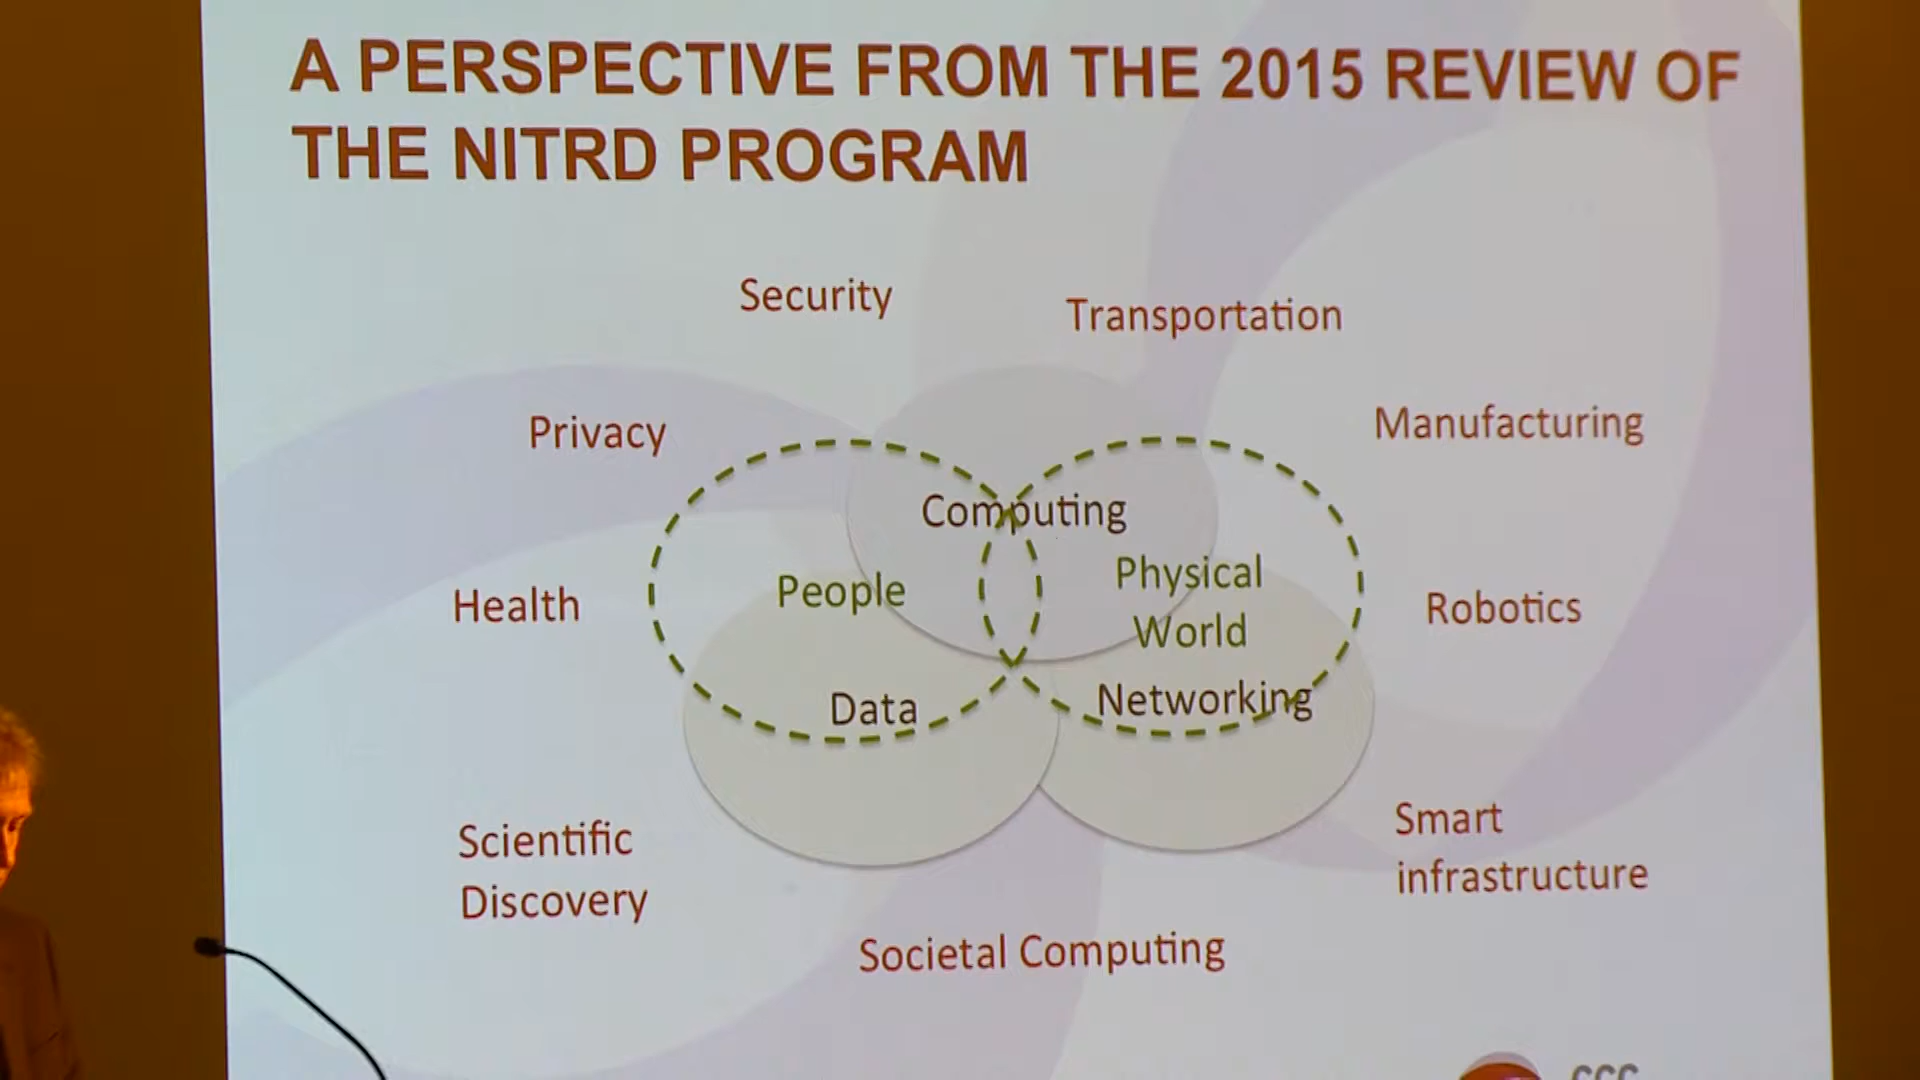 A PERSPECTIVE FROM THE 2015 REVIEW OF
THE NITRD PROGRAM
Security
Transportation
Privacy
Manufacturing
Computing
People
Physical
World
Health
Robotics
Data
Networking
Scientific
Discovery
Smart
infrastructure
Societal Computing
CCC